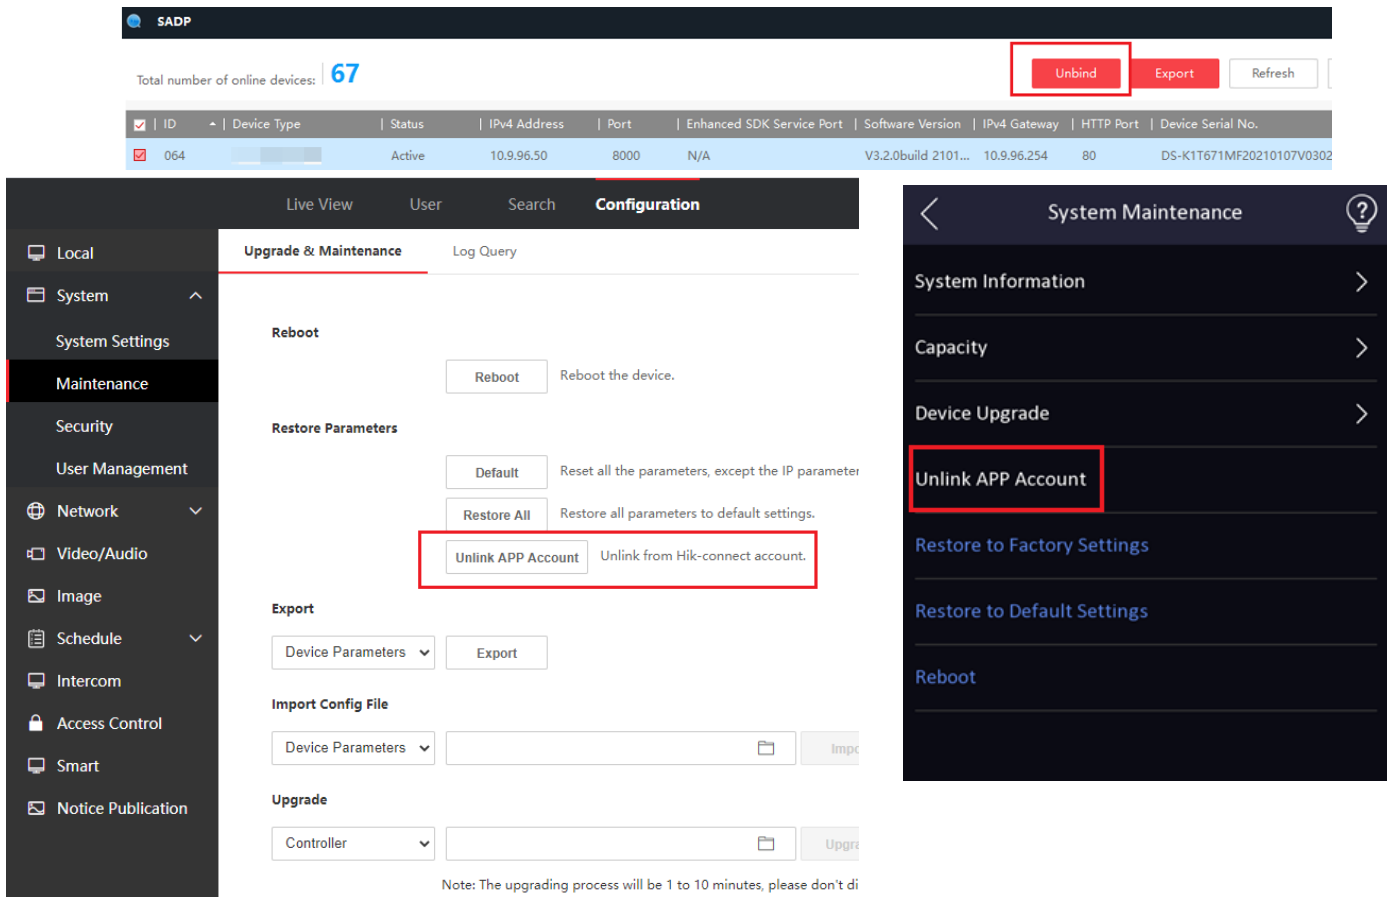 SADP
Total number of online devices: 67
Unbind Export Refresh
ID Device Type Status IPv4 Address Port Enhanced SDK Service Port Software Version IPv4 Gateway HTTP Port Device Serial No.
064 Active 10.9.96.50 8000 N/A V3.2.0build 2101... 10.9.96.254 80 DS-K1T671MF20210107V0302
Live View User Search Configuration
Local
System
System Settings
Maintenance
Security
User Management
Network
Video/Audio
Image
Schedule
Intercom
Access Control
Smart
Notice Publication
Upgrade & Maintenance Log Query
Reboot
Reboot Reboot the device.
Restore Parameters
Default Reset all the parameters, except the IP parameter
Restore All Restore all parameters to default settings.
Unlink APP Account Unlink from Hik-connect account.
Export
Device Parameters Export
Import Config File
Device Parameters Impo
Upgrade
Controller Upgra
Note: The upgrading process will be 1 to 10 minutes, please don't di
System Maintenance
System Information
Capacity
Device Upgrade
Unlink APP Account
Restore to Factory Settings
Restore to Default Settings
Reboot